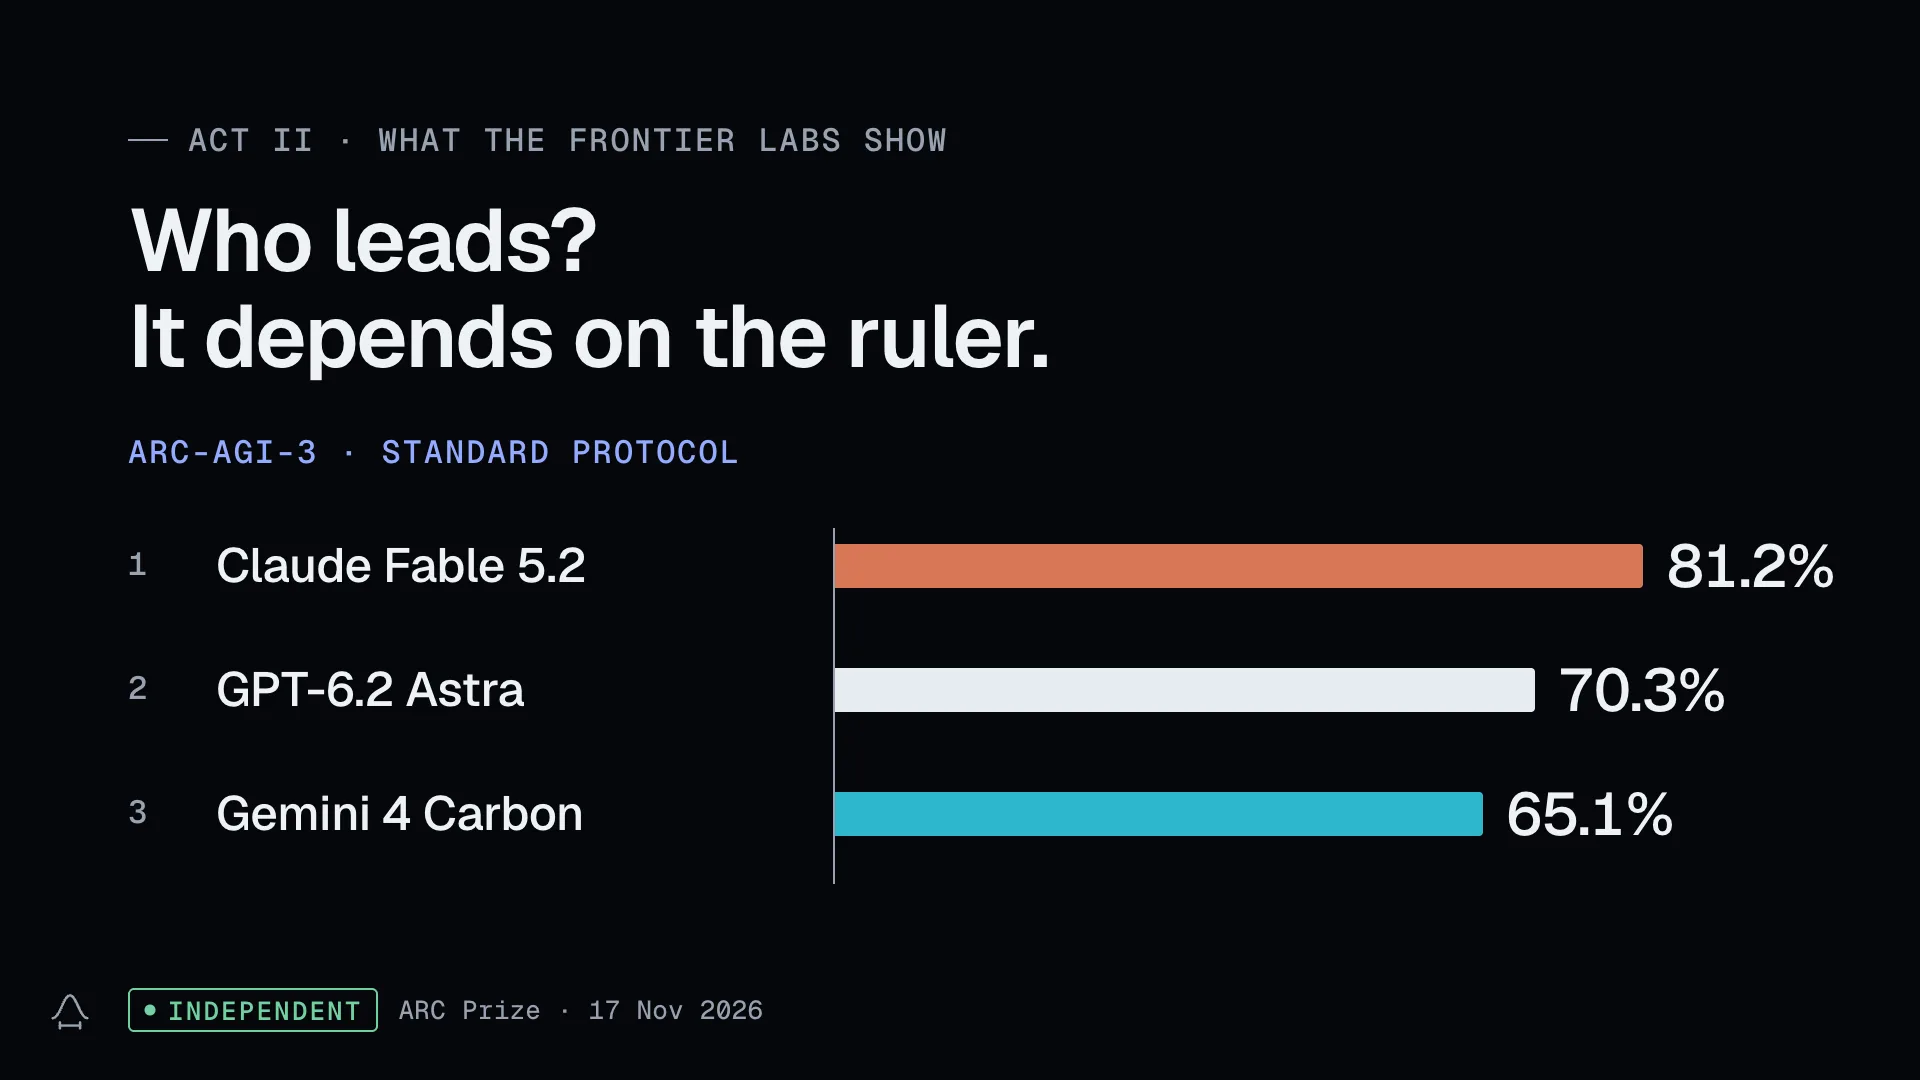 ACT II · WHAT THE FRONTIER LABS SHOW
Who leads?
It depends on the ruler.
ARC-AGI-3 · STANDARD PROTOCOL
1 Claude Fable 5.2 81.2%
2 GPT-6.2 Astra 70.3%
3 Gemini 4 Carbon 65.1%
INDEPENDENT ARC Prize · 17 Nov 2026